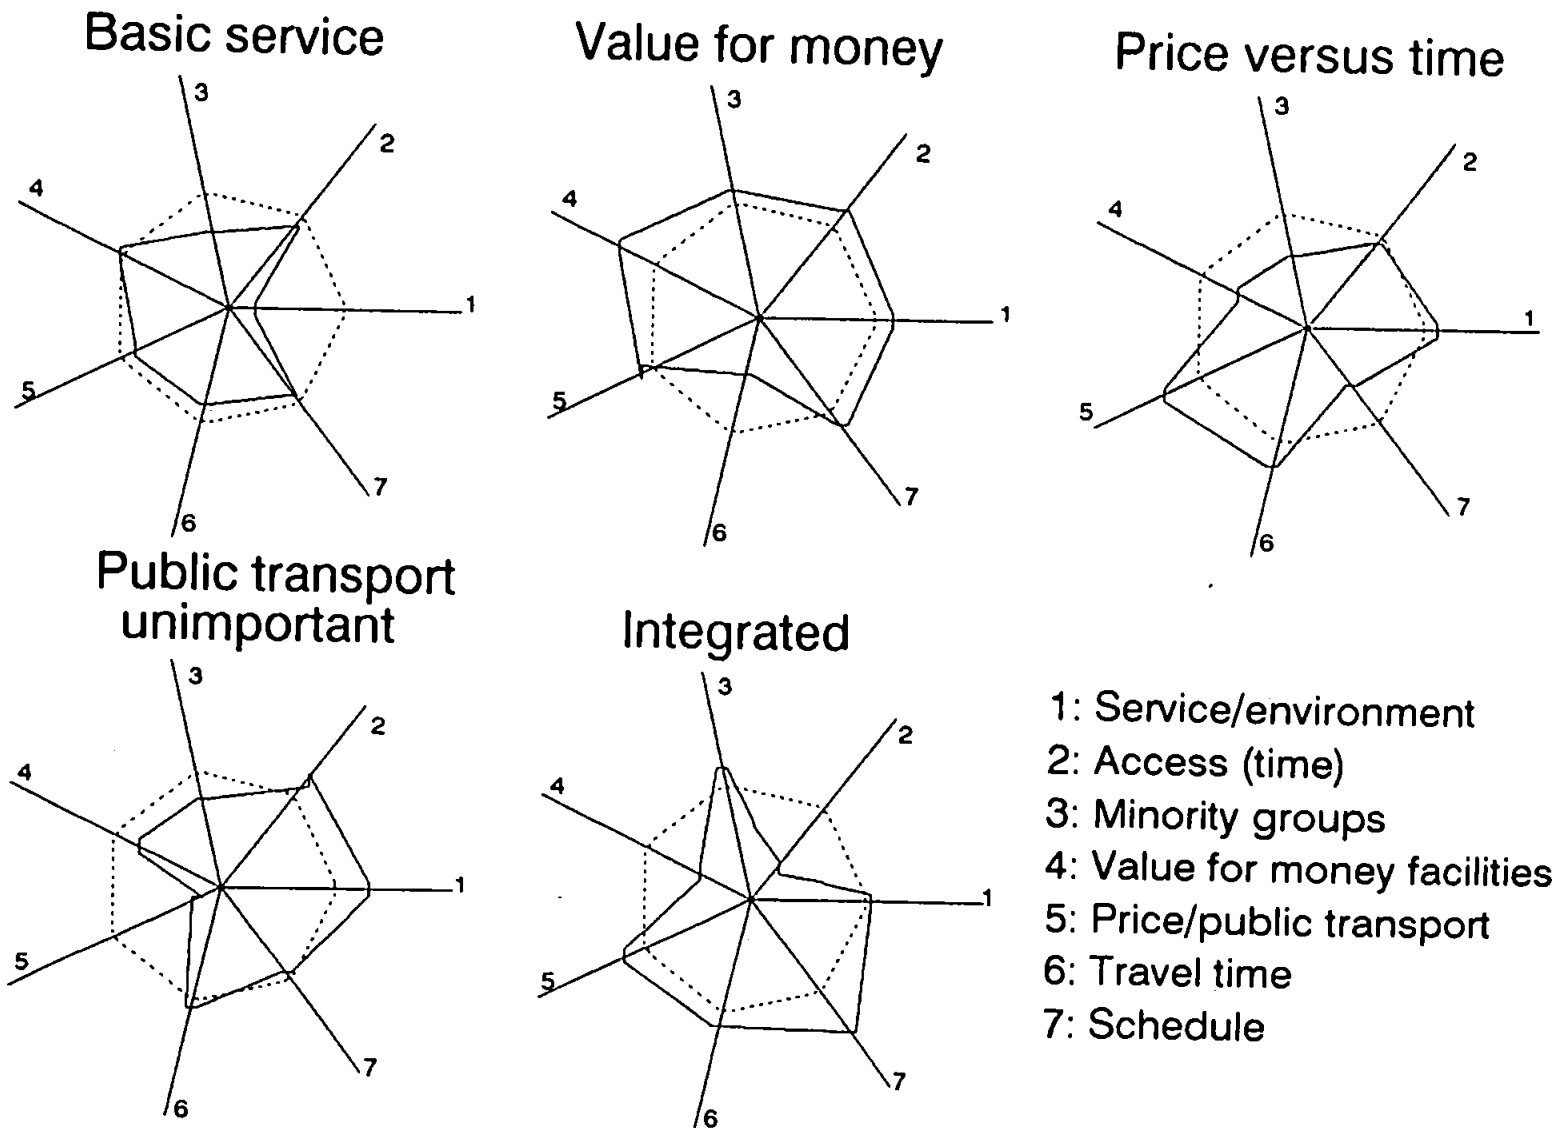 Basic service
3
2
4
1
5
7
6
Value for money
3
2
4
1
5
7
6
Price versus time
3
2
4
1
5
7
6
Public transport
unimportant
3
2
4
1
5
7
6
Integrated
3
2
4
1
5
7
6
1: Service/environment
2: Access (time)
3: Minority groups
4: Value for money facilities
5: Price/public transport
6: Travel time
7: Schedule